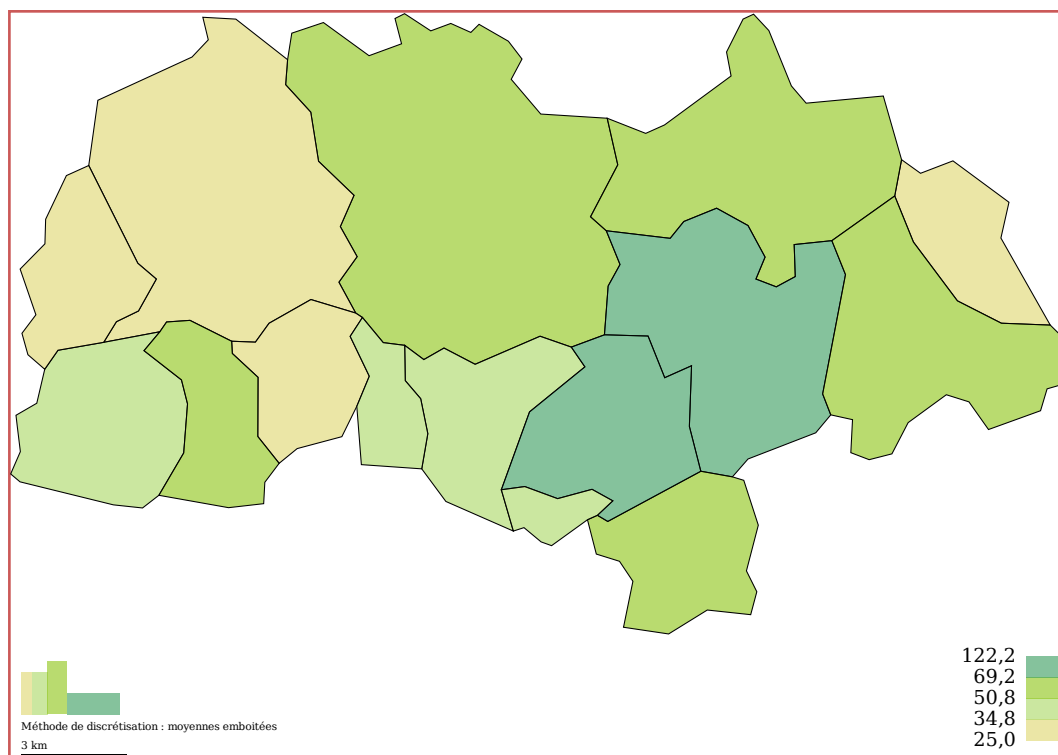 122,2
69,2
50,8
34,8
25,0
Méthode de discrétisation : moyennes emboitées
3 km